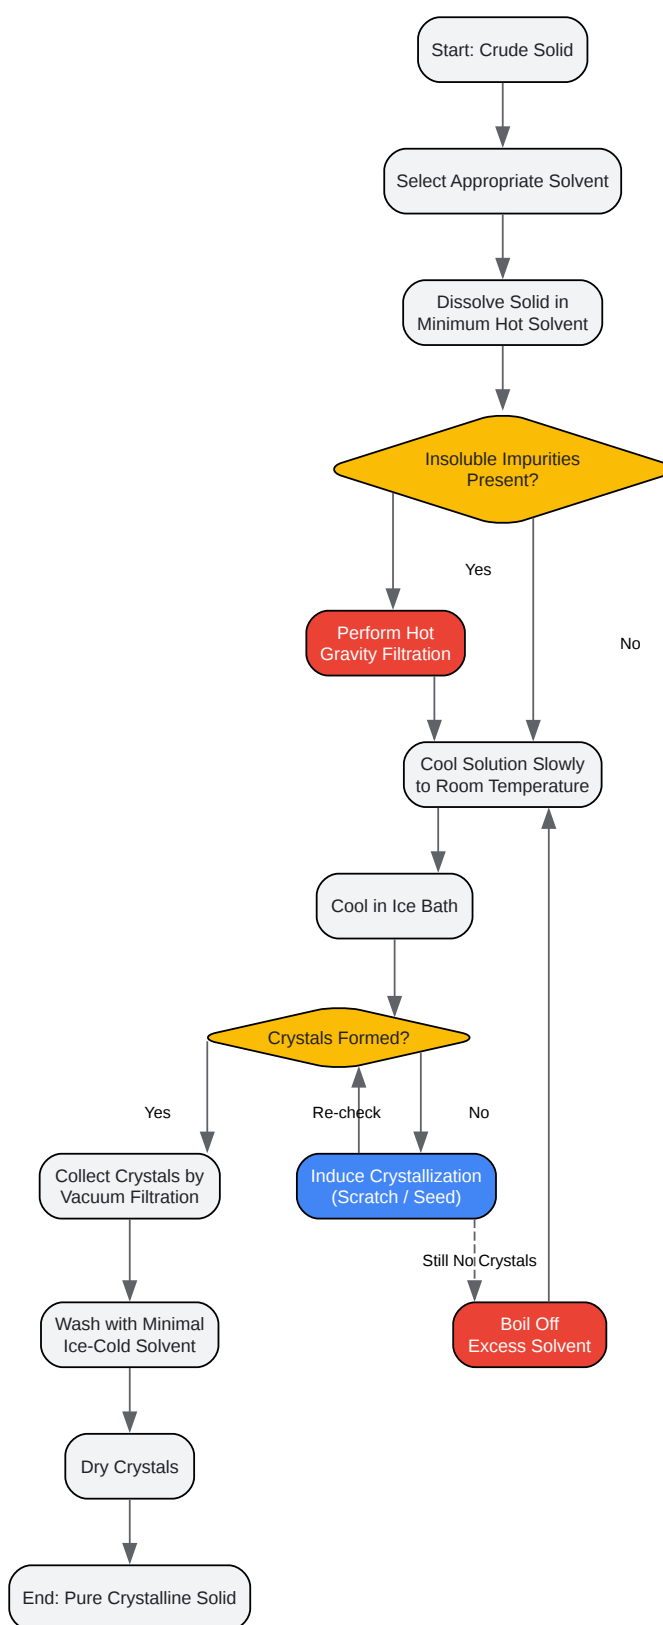 Start: Crude Solid
Select Appropriate Solvent
Dissolve Solid in
Minimum Hot Solvent
Insoluble Impurities
Present?
Yes
No
Perform Hot
Gravity Filtration
Cool Solution Slowly
to Room Temperature
Cool in Ice Bath
Crystals Formed?
Yes
Re-check
No
Collect Crystals by
Vacuum Filtration
Induce Crystallization
(Scratch / Seed)
Still No Crystals
Wash with Minimal
Ice-Cold Solvent
Boil Off
Excess Solvent
Dry Crystals
End: Pure Crystalline Solid